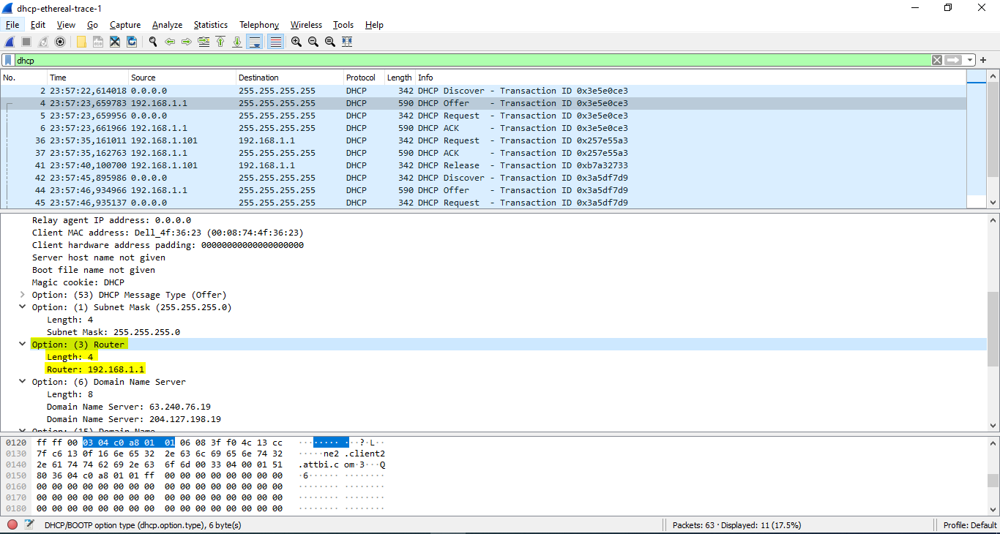 dhcp-ethereal-trace-1
File Edit View Go Capture Analyze Statistics Telephony Wireless Tools Help
dhcp
No. Time Source Destination Protocol Length Info
2 23:57:22,614018 0.0.0.0 255.255.255.255 DHCP 342 DHCP Discover - Transaction ID 0x3e5e0ce3
4 23:57:23,659783 192.168.1.1 255.255.255.255 DHCP 590 DHCP Offer - Transaction ID 0x3e5e0ce3
5 23:57:23,659956 0.0.0.0 255.255.255.255 DHCP 342 DHCP Request - Transaction ID 0x3e5e0ce3
6 23:57:23,661966 192.168.1.1 255.255.255.255 DHCP 590 DHCP ACK - Transaction ID 0x3e5e0ce3
36 23:57:35,161011 192.168.1.101 192.168.1.1 DHCP 342 DHCP Request - Transaction ID 0x257e55a3
37 23:57:35,162763 192.168.1.1 255.255.255.255 DHCP 590 DHCP ACK - Transaction ID 0x257e55a3
41 23:57:40,100700 192.168.1.101 192.168.1.1 DHCP 342 DHCP Release - Transaction ID 0xb7a32733
42 23:57:45,895986 0.0.0.0 255.255.255.255 DHCP 342 DHCP Discover - Transaction ID 0x3a5df7d9
44 23:57:46,934966 192.168.1.1 255.255.255.255 DHCP 590 DHCP Offer - Transaction ID 0x3a5df7d9
45 23:57:46,935137 0.0.0.0 255.255.255.255 DHCP 342 DHCP Request - Transaction ID 0x3a5df7d9
Relay agent IP address: 0.0.0.0
Client MAC address: Dell_4f:36:23 (00:08:74:4f:36:23)
Client hardware address padding: 00000000000000000000
Server host name not given
Boot file name not given
Magic cookie: DHCP
Option: (53) DHCP Message Type (Offer)
Option: (1) Subnet Mask (255.255.255.0)
Length: 4
Subnet Mask: 255.255.255.0
Option: (3) Router
Length: 4
Router: 192.168.1.1
Option: (6) Domain Name Server
Length: 8
Domain Name Server: 63.240.76.19
Domain Name Server: 204.127.198.19
Option: (15) Domain Name
0120 ff ff 00 03 04 c0 a8 01 01 06 08 3f f0 4c 13 cc ·········· ··?·L··
0130 7f c6 13 0f 16 6e 65 32 2e 63 6c 69 65 6e 74 32 ·····ne2 .client2
0140 2e 61 74 74 62 69 2e 63 6f 6d 00 33 04 00 01 51 .attbi.c om·3···Q
0150 80 36 04 c0 a8 01 01 ff 00 00 00 00 00 00 00 00 ·6······ ········
0160 00 00 00 00 00 00 00 00 00 00 00 00 00 00 00 00 ········ ········
0170 00 00 00 00 00 00 00 00 00 00 00 00 00 00 00 00 ········ ········
0180 00 00 00 00 00 00 00 00 00 00 00 00 00 00 00 00 ········ ········
DHCP/BOOTP option type (dhcp.option.type), 6 byte(s) Packets: 63 · Displayed: 11 (17.5%) Profile: Default